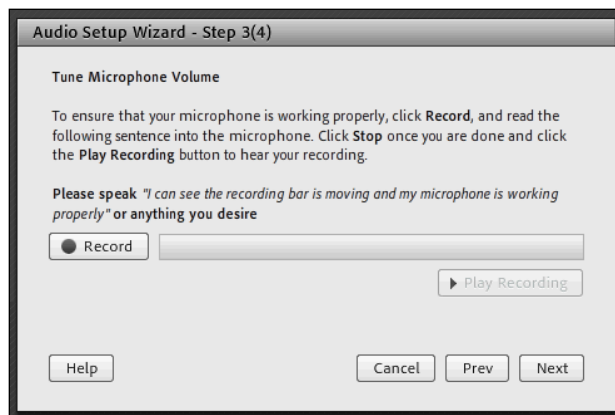 Audio Setup Wizard - Step 3(4)
Tune Microphone Volume
To ensure that your microphone is working properly, click Record, and read the
following sentence into the microphone. Click Stop once you are done and click
the Play Recording button to hear your recording.
Please speak "I can see the recording bar is moving and my microphone is working
properly" or anything you desire
Record
Play Recording
Help
Cancel
Prev
Next